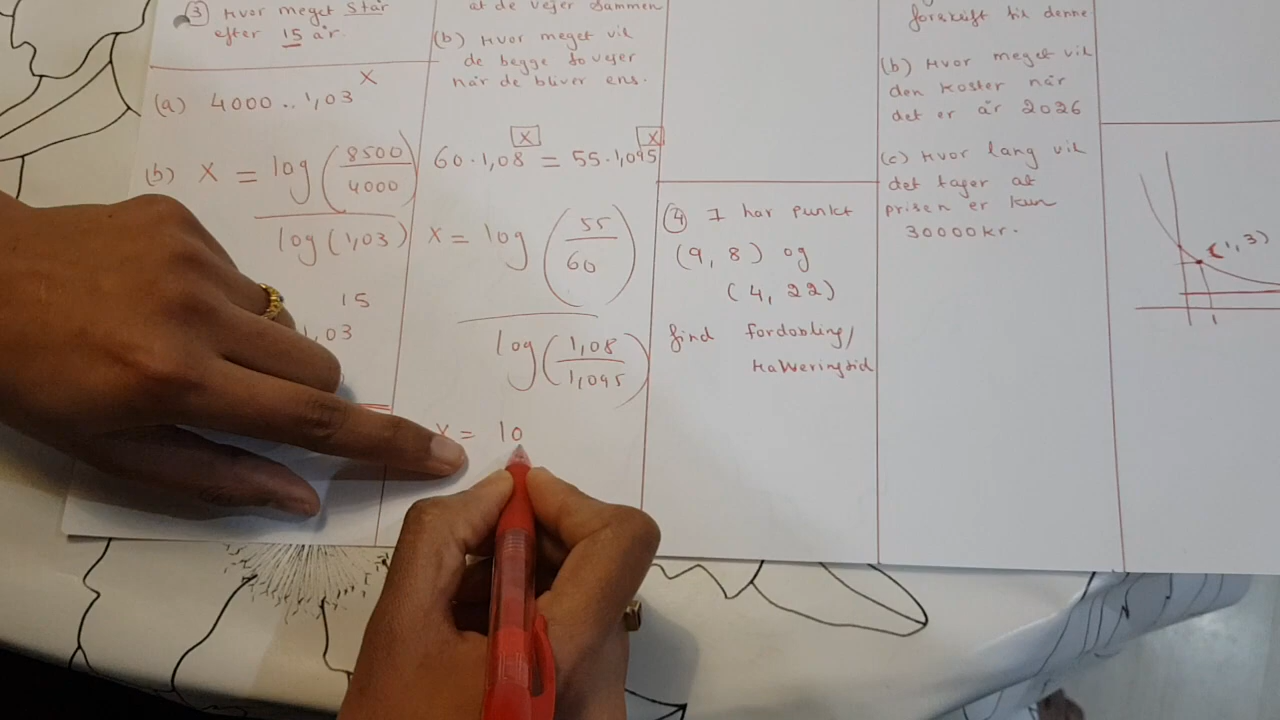 (3) Hvor meget står
efter 15 år.
(a) 4000 . . 1,03^x
(b) x = log(8500/4000)
log(1,03)
15
1,03
at de vejer sammen
(b) Hvor meget vil
de begge to vejer
når de bliver ens.
60 · 1,08^x = 55 · 1,095^x
x = log(55/60)
log(1,08/1,095)
x = 10
(4) I har punkt
(9, 8) og
(4, 22)
find fordobling/
Halveringstid
forskrift til denne
(b) Hvor meget vil
den koster når
det er år 2026
(c) Hvor lang vil
det tager at
prisen er kun
30000 kr.
(1, 3)
1